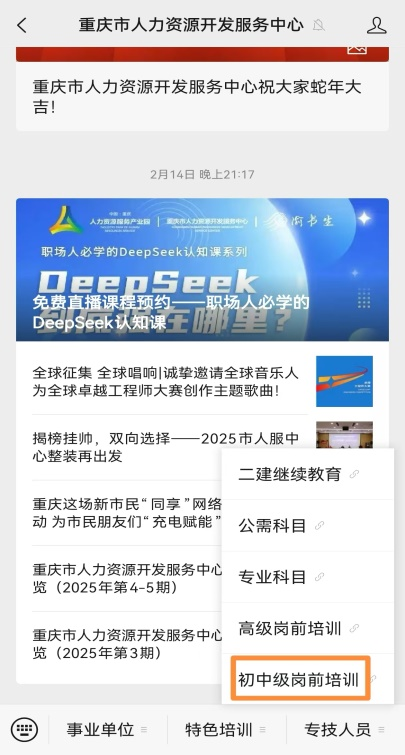 重庆市人力资源开发服务中心
重庆市人力资源开发服务中心祝大家蛇年大
吉！
2月14日 晚上21:17
人力资源服务产业园
重庆市人力资源开发服务中心
职场人必学的DeepSeek认知课系列
DeepSeek
免费直播课程预约——职场人必学的
DeepSeek认知课
在哪里？
全球征集 全球唱响|诚挚邀请全球音乐人
为全球卓越工程师大赛创作主题歌曲！
揭榜挂帅，双向选择——2025市人服中
心整装再出发
重庆这场新市民“同享”网络
动 为市民朋友们“充电赋能”
重庆市人力资源开发服务中心
览（2025年第4-5期）
重庆市人力资源开发服务中心
览（2025年第3期）
二建继续教育
公需科目
专业科目
高级岗前培训
初中级岗前培训
事业单位
特色培训
专技人员